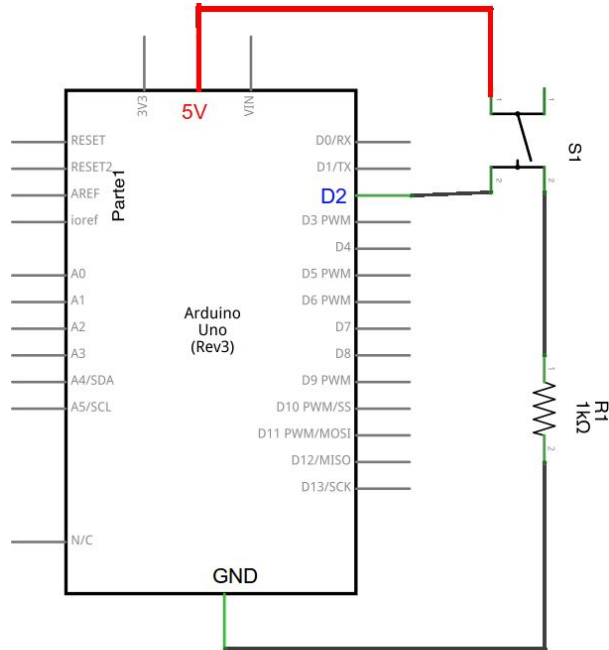 3V3
5V
VIN
RESET
RESET2
AREF
ioref
Parte1
A0
A1
A2
A3
A4/SDA
A5/SCL
N/C
Arduino
Uno
(Rev3)
D0/RX
D1/TX
D2
D3 PWM
D4
D5 PWM
D6 PWM
D7
D8
D9 PWM
D10 PWM/SS
D11 PWM/MOSI
D12/MISO
D13/SCK
GND
1
1
2
2
S1
1
2
R1
1kΩ